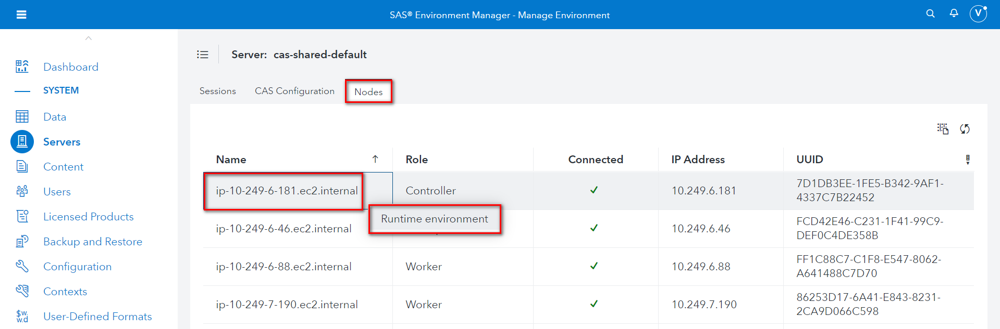 SAS® Environment Manager - Manage Environment
V
Dashboard
SYSTEM
Data
Servers
Content
Users
Licensed Products
Backup and Restore
Configuration
Contexts
$w. w.d
User-Defined Formats
Server: cas-shared-default
Sessions CAS Configuration Nodes
Name Role Connected IP Address UUID
ip-10-249-6-181.ec2.internal Controller 10.249.6.181 7D1DB3EE-1FE5-B342-9AF1-
4337C7B22452
Runtime environment
ip-10-249-6-46.ec2.internal 10.249.6.46 FCD42E46-C231-1F41-99C9-
DEF0C4DE358B
ip-10-249-6-88.ec2.internal Worker 10.249.6.88 FF1C88C7-C1F8-E547-8062-
A641488C7D70
ip-10-249-7-190.ec2.internal Worker 10.249.7.190 86253D17-6A41-E843-8231-
2CA9D066C598